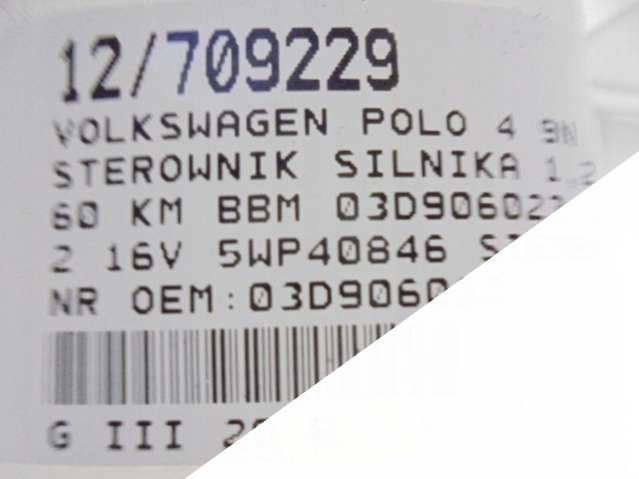 12/709229
VOLKSWAGEN POLO 4 9N
STEROWNIK SILNIKA 1.2
60 KM BBM
2 16V 5WP40846
NR OEM:
G III